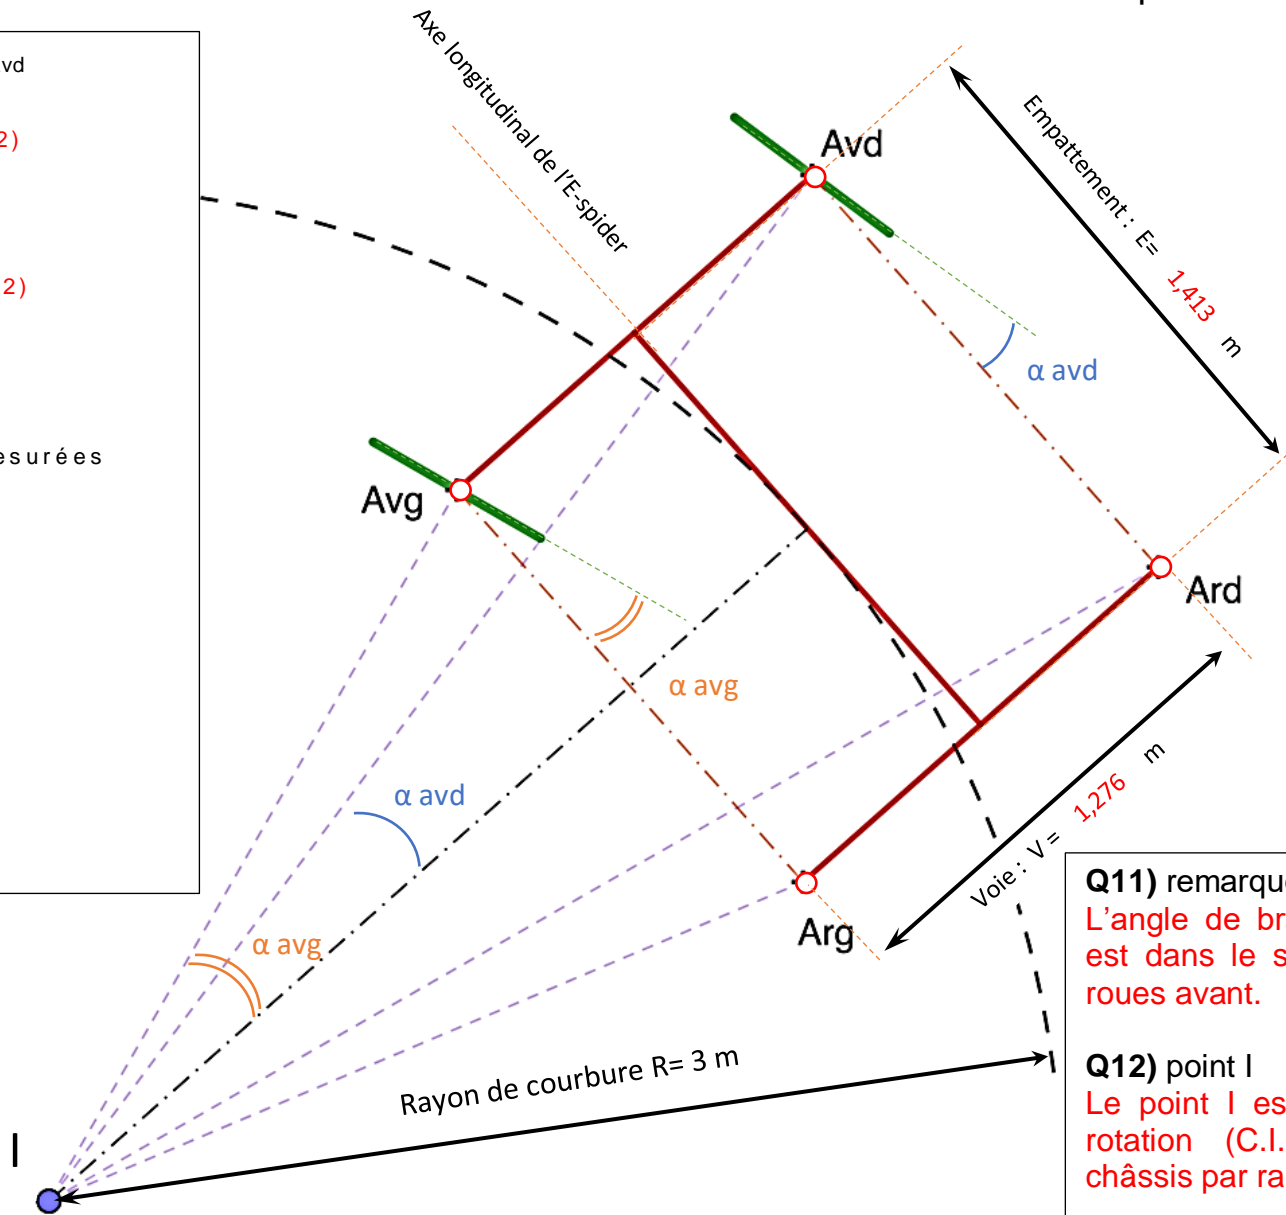 vd
2)
2)
esurées
Axe longitudinal de l'E-spider
Avd
Empattement : E= 1,413 m
α avd
Avg
α avg
Ard
α avd
Voie : V = 1,276 m
Arg
α avg
Rayon de courbure R= 3 m
I
Q11) remarqu
L'angle de br
est dans le s
roues avant.
Q12) point I
Le point I es
rotation (C.I.
châssis par ra